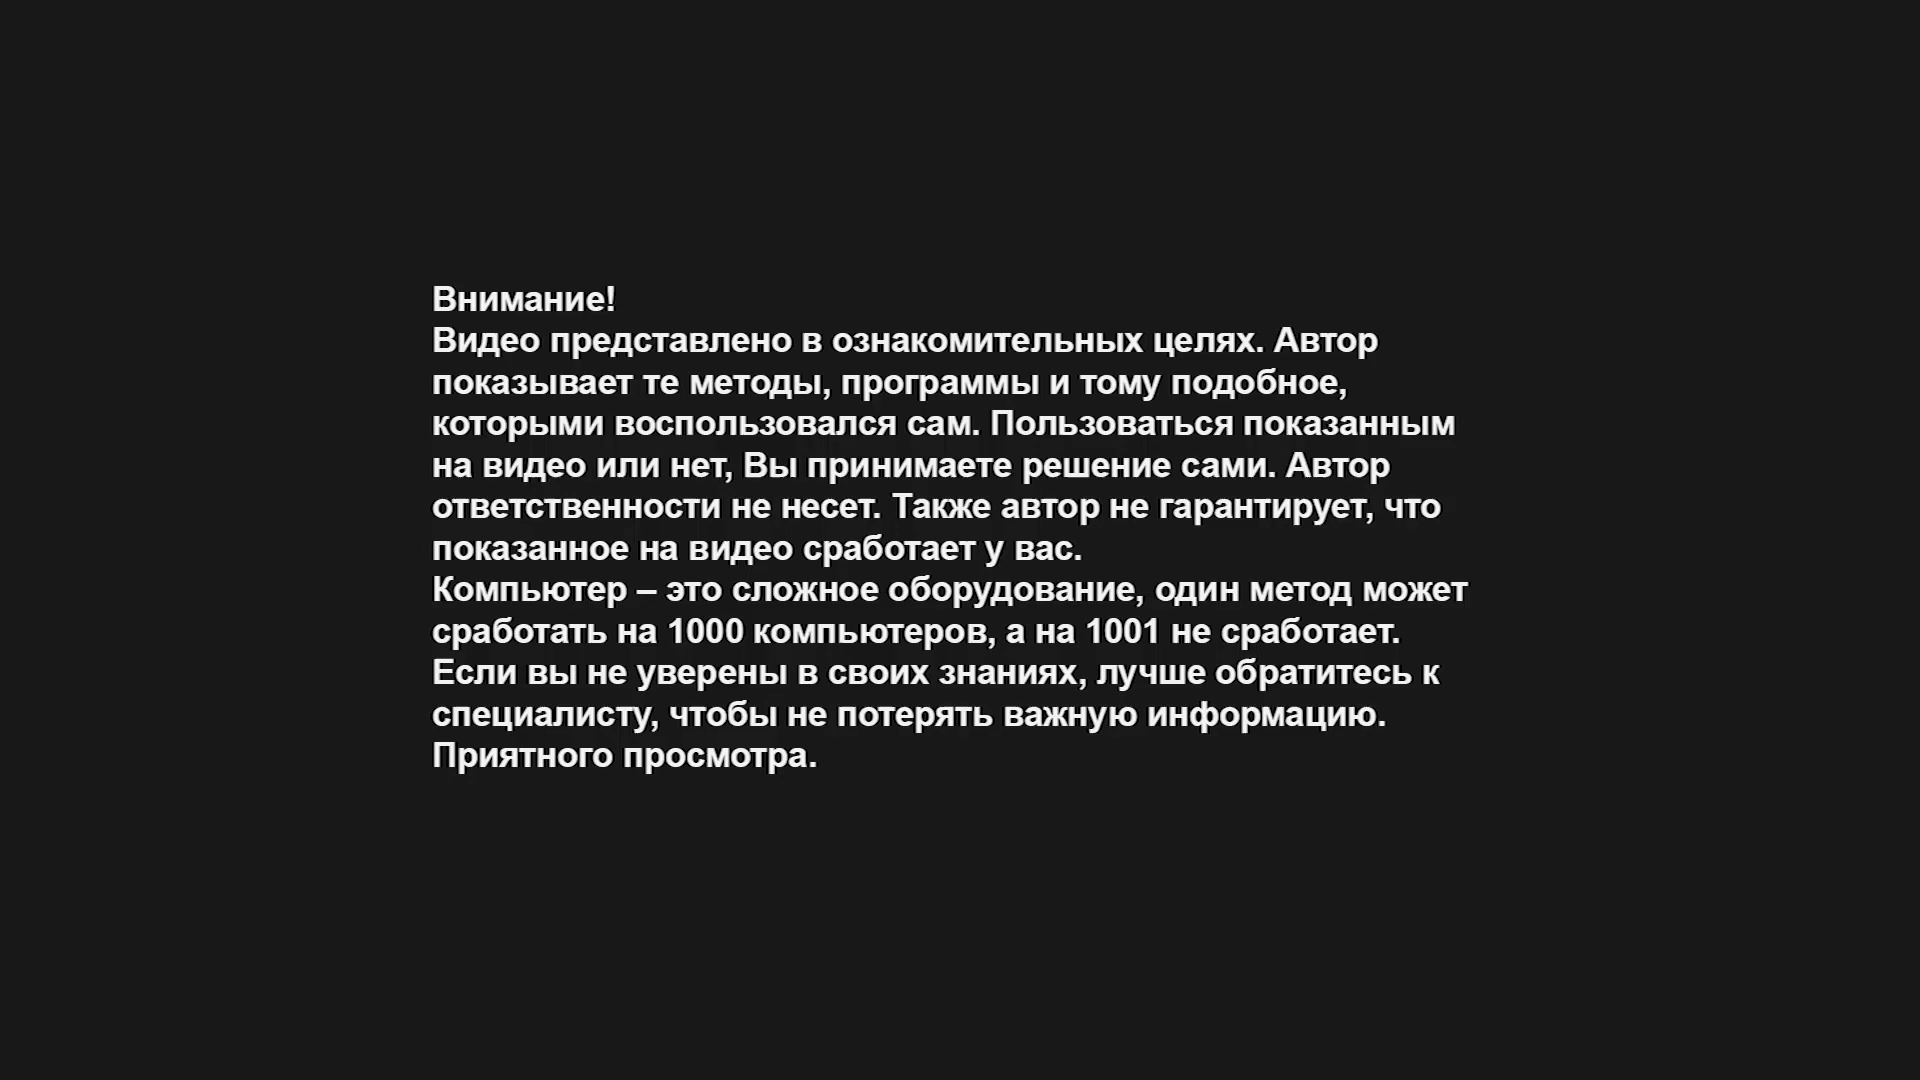 Внимание!
Видео представлено в ознакомительных целях. Автор
показывает те методы, программы и тому подобное,
которыми воспользовался сам. Пользоваться показанным
на видео или нет, Вы принимаете решение сами. Автор
ответственности не несет. Также автор не гарантирует, что
показанное на видео сработает у вас.
Компьютер – это сложное оборудование, один метод может
сработать на 1000 компьютеров, а на 1001 не сработает.
Если вы не уверены в своих знаниях, лучше обратитесь к
специалисту, чтобы не потерять важную информацию.
Приятного просмотра.